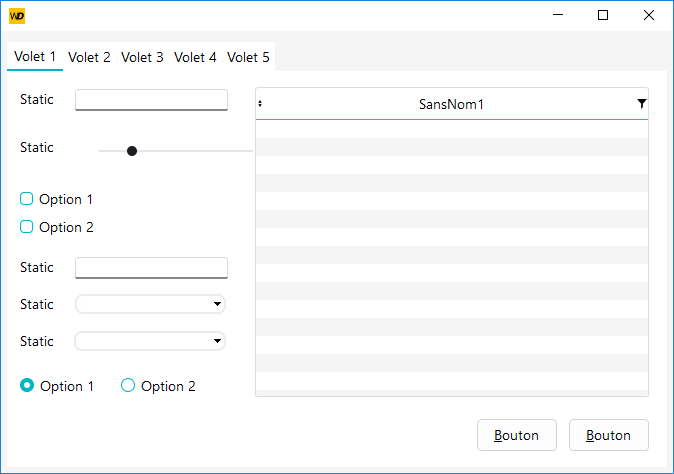 WD
Volet 1 Volet 2 Volet 3 Volet 4 Volet 5
Static
SansNom1
Static
Option 1
Option 2
Static
Static
Static
Option 1 Option 2
Bouton Bouton